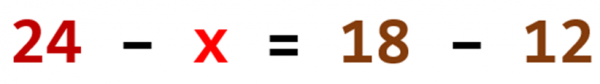 24 - x = 18 - 12